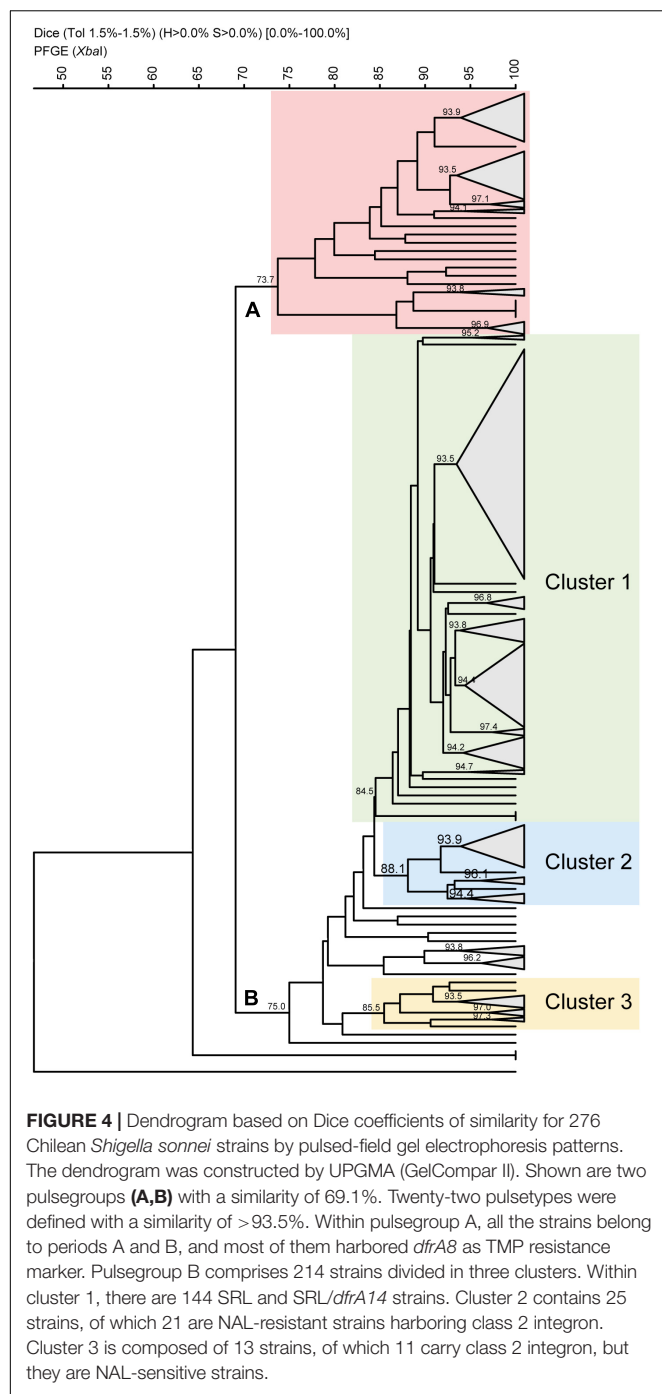 Dice (Tol 1.5%-1.5%) (H>0.0% S>0.0%) [0.0%-100.0%]
PFGE (XbaI)
50 55 60 65 70 75 80 85 90 95 100
93.9
93.5
97.1
94.1
73.7
93.8
A
96.9
95.2
93.5
Cluster 1
96.8
93.8
94.4
97.4
94.2
94.7
84.5
93.9
Cluster 2
88.1
96.1
94.4
93.8
96.2
B
75.0
93.5
Cluster 3
85.5
97.0
97.3
FIGURE 4 | Dendrogram based on Dice coefficients of similarity for 276
Chilean Shigella sonnei strains by pulsed-field gel electrophoresis patterns.
The dendrogram was constructed by UPGMA (GelCompar II). Shown are two
pulsegroups (A,B) with a similarity of 69.1%. Twenty-two pulsetypes were
defined with a similarity of >93.5%. Within pulsegroup A, all the strains belong
to periods A and B, and most of them harbored dfrA8 as TMP resistance
marker. Pulsegroup B comprises 214 strains divided in three clusters. Within
cluster 1, there are 144 SRL and SRL/dfrA14 strains. Cluster 2 contains 25
strains, of which 21 are NAL-resistant strains harboring class 2 integron.
Cluster 3 is composed of 13 strains, of which 11 carry class 2 integron, but
they are NAL-sensitive strains.